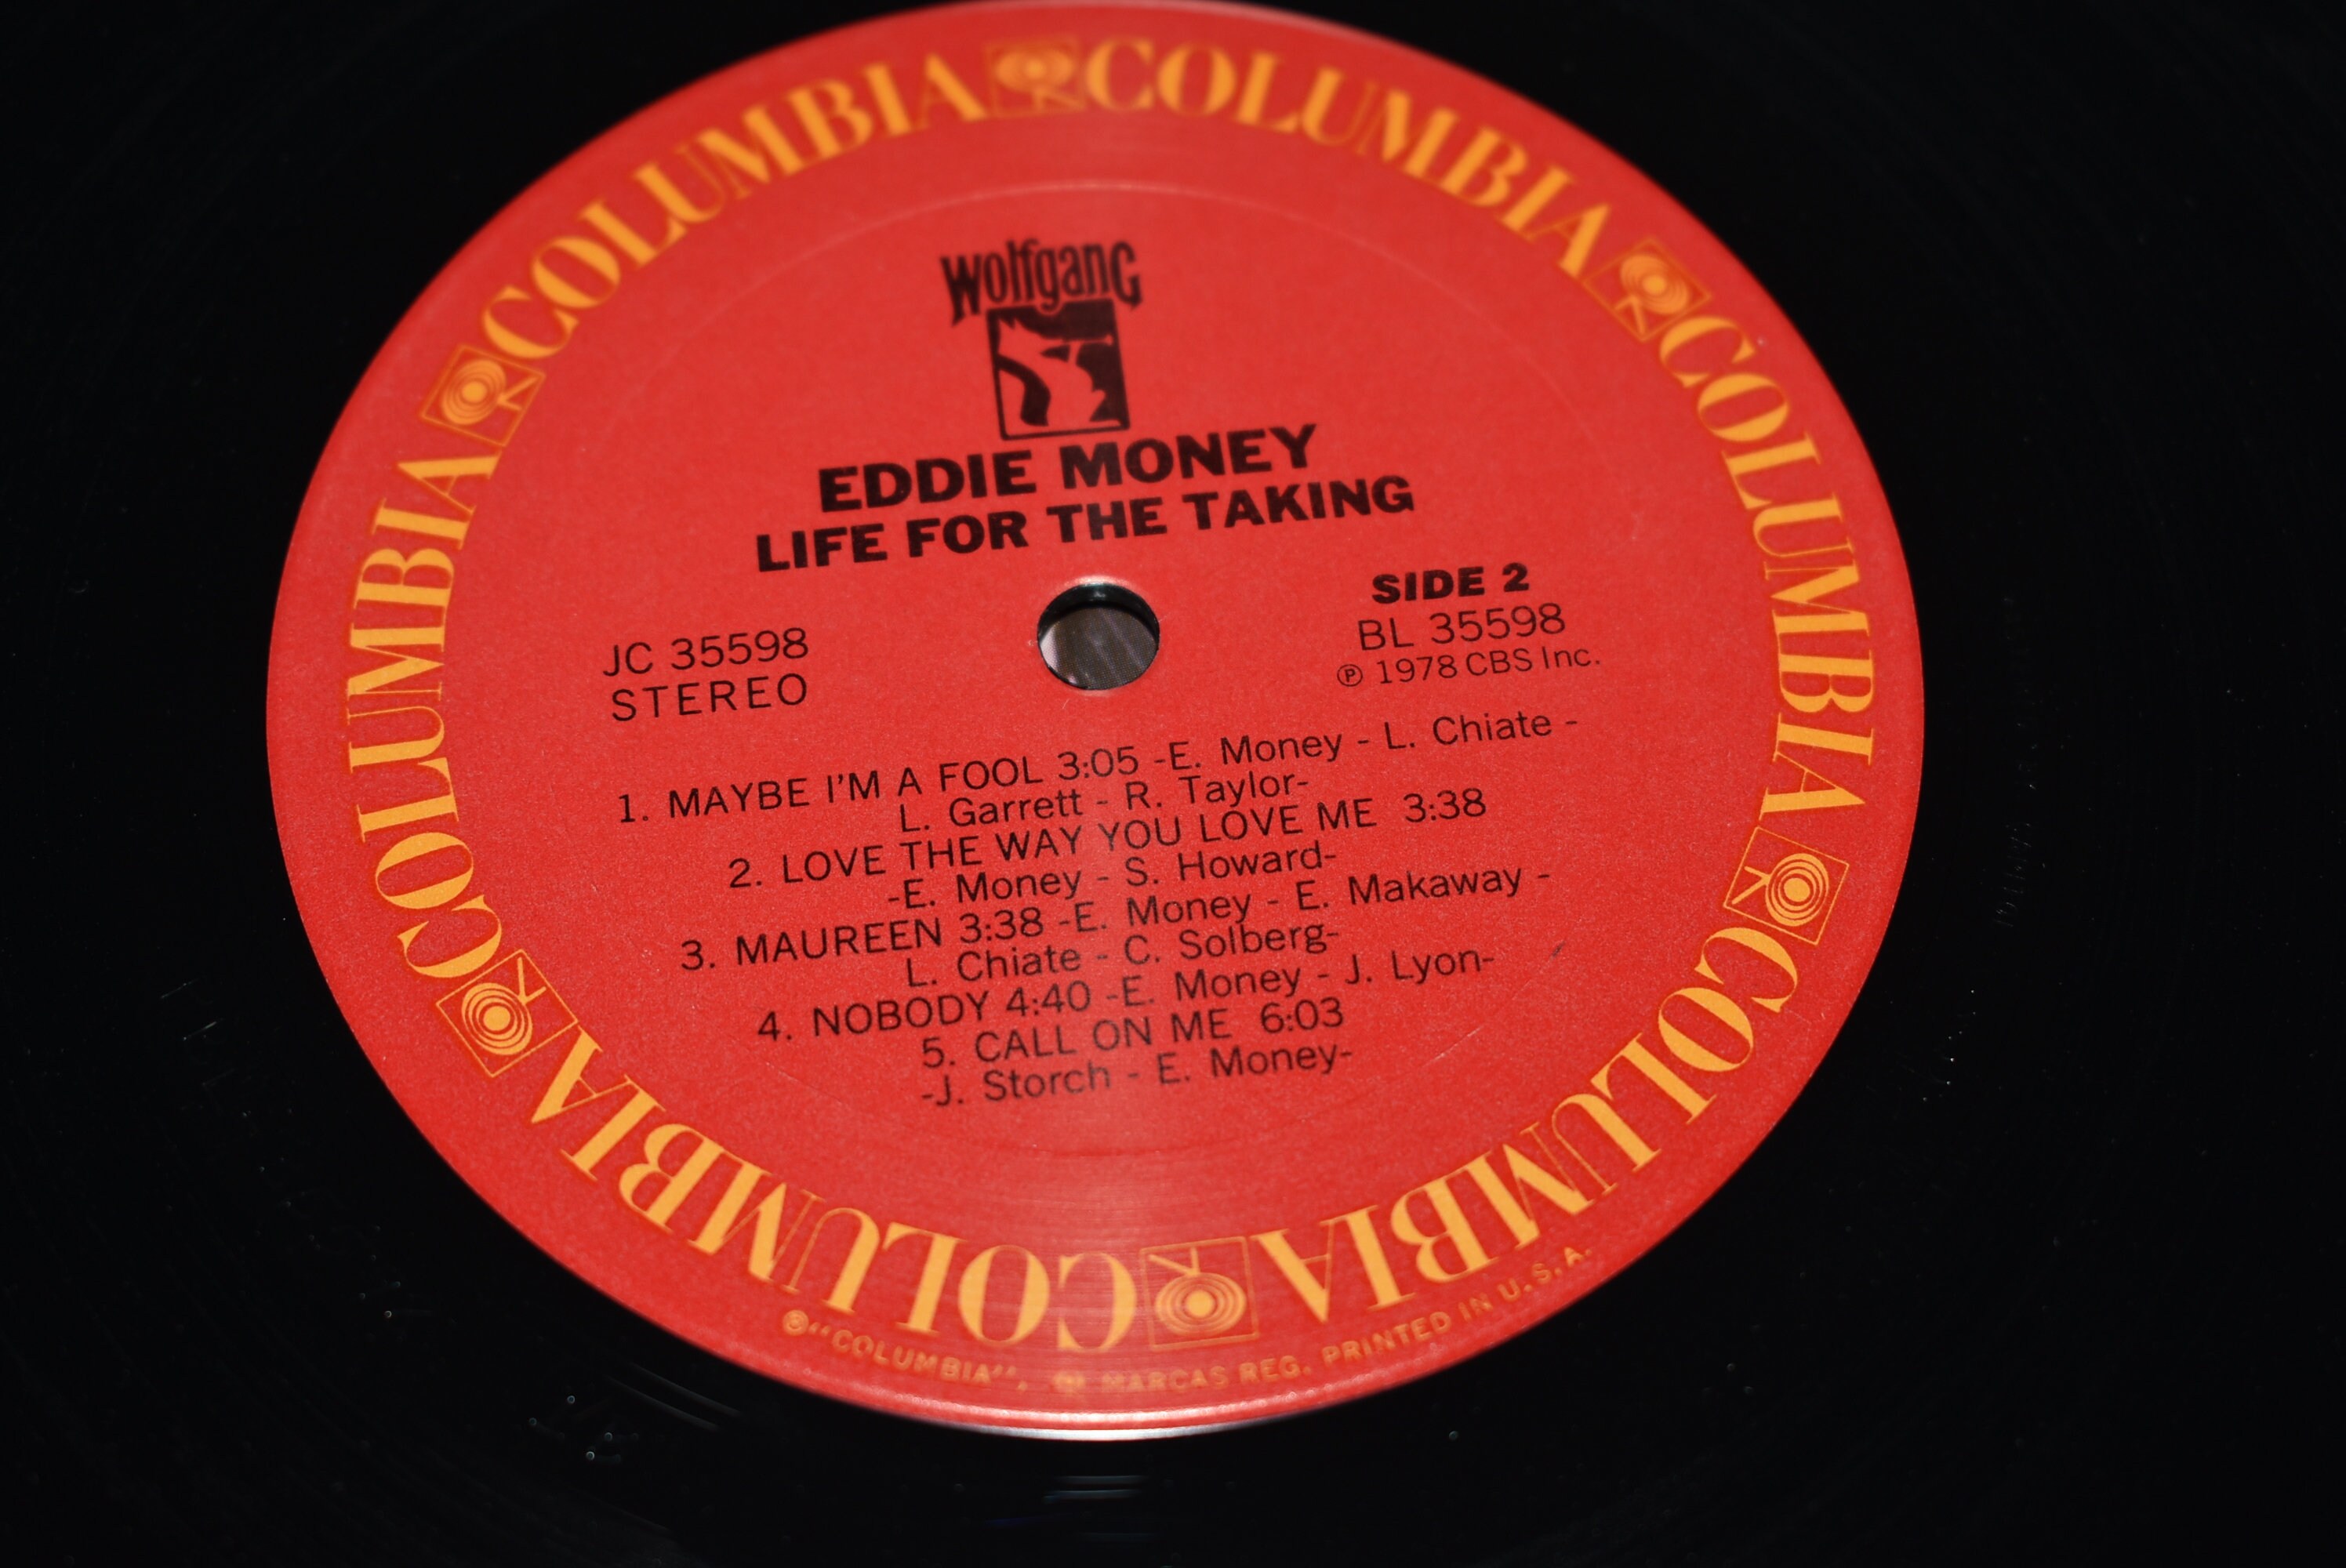 COLUMBIA COLUMBIA COLUMBIA COLUMBIA COLUMBIA COLUMBIA
Wolfgang
EDDIE MONEY
LIFE FOR THE TAKING
JC 35598
STEREO
SIDE 2
BL 35598
℗ 1978 CBS Inc.
1. MAYBE I'M A FOOL 3:05 -E. Money - L. Chiate -
L. Garrett - R. Taylor-
2. LOVE THE WAY YOU LOVE ME 3:38
-E. Money - S. Howard-
3. MAUREEN 3:38 -E. Money - E. Makaway -
L. Chiate - C. Solberg-
4. NOBODY 4:40 -E. Money - J. Lyon-
5. CALL ON ME 6:03
-J. Storch - E. Money-
® "COLUMBIA", MARCAS REG. PRINTED IN U.S.A.